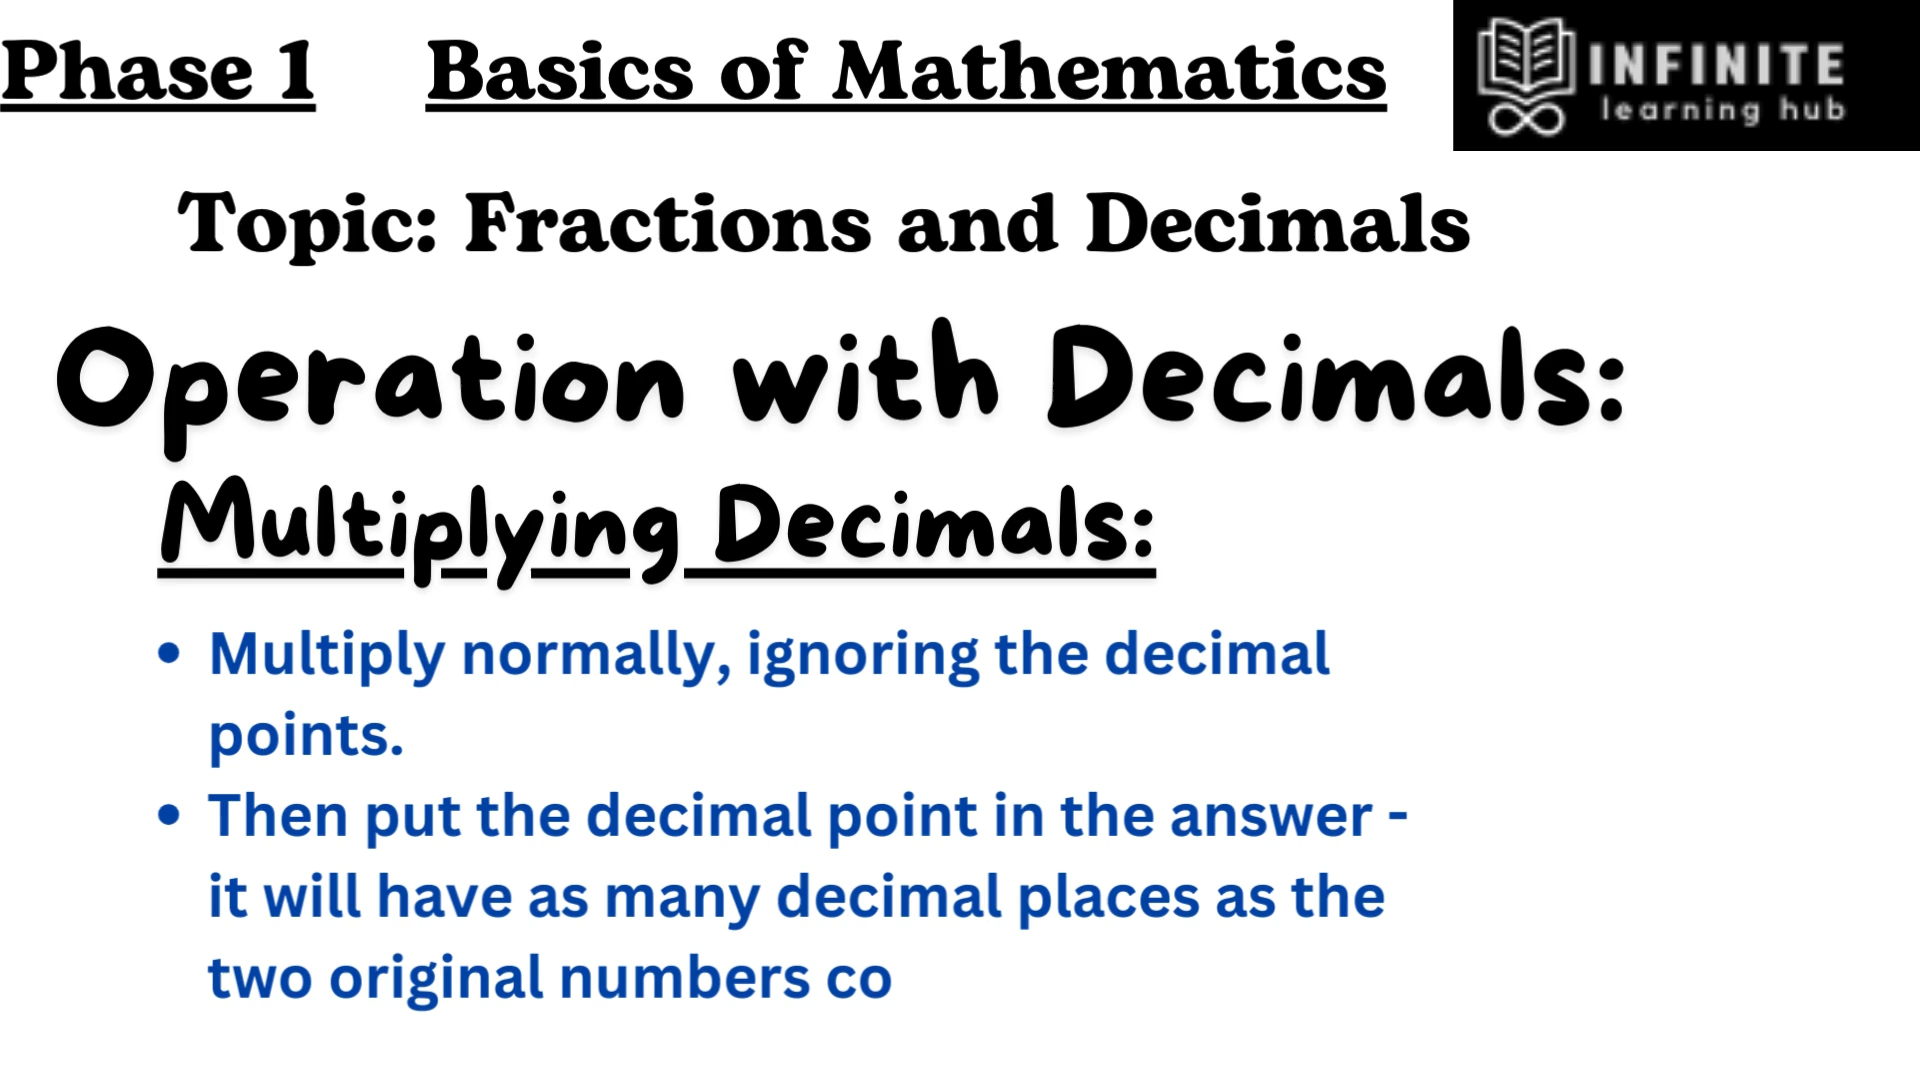 Phase 1 Basics of Mathematics
INFINITE
learning hub
Topic: Fractions and Decimals
Operation with Decimals:
Multiplying Decimals:
• Multiply normally, ignoring the decimal
points.
• Then put the decimal point in the answer -
it will have as many decimal places as the
two original numbers co